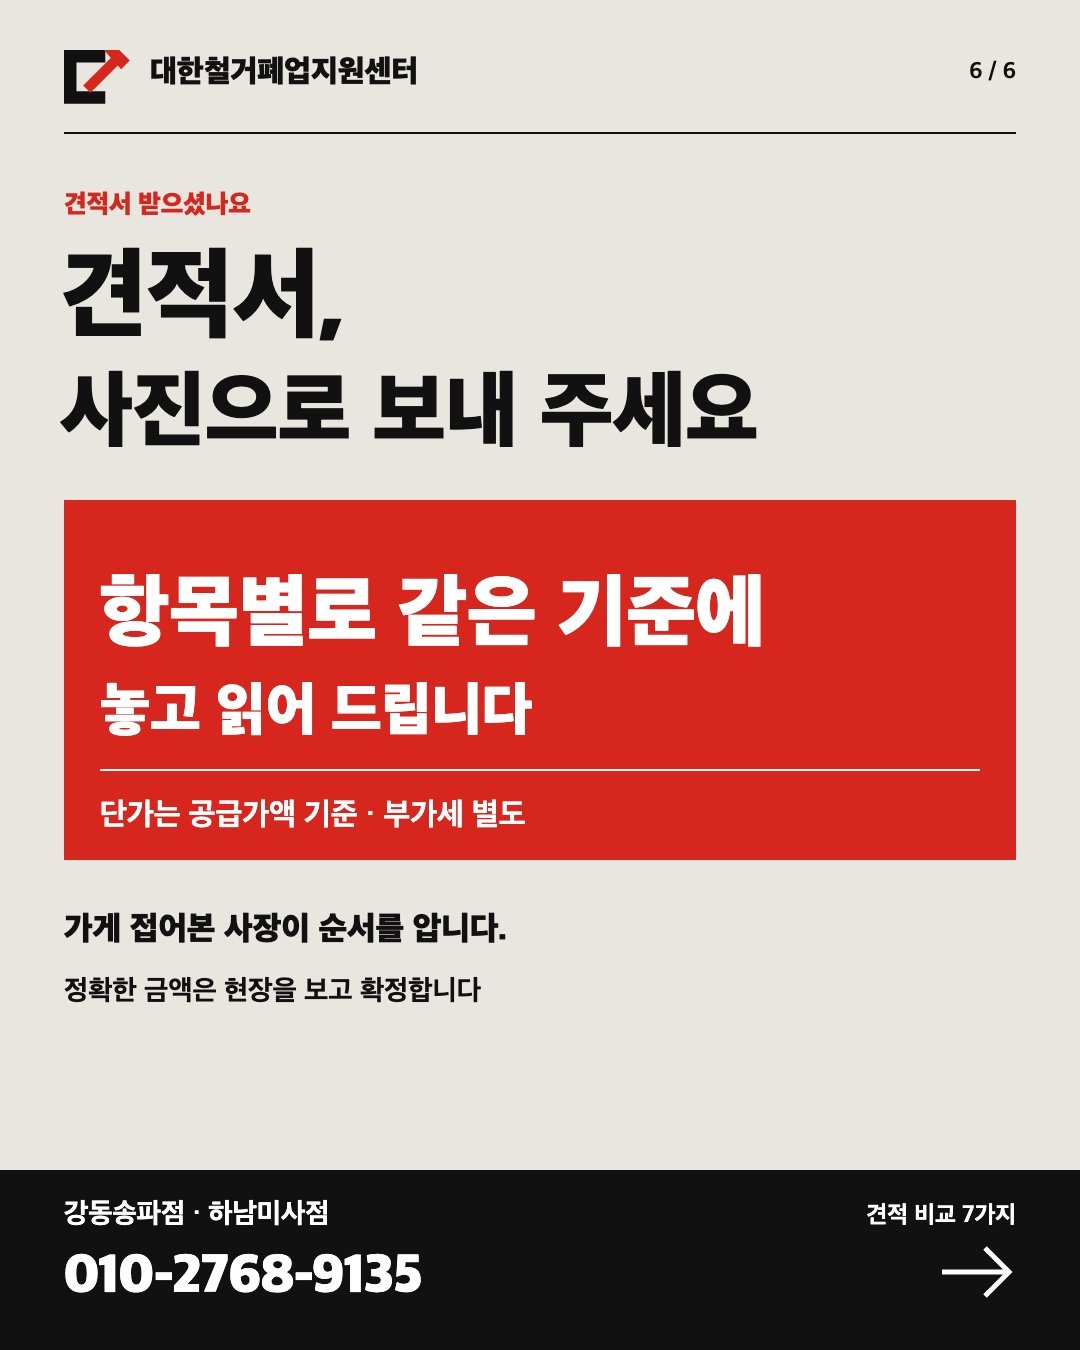 대한철거폐업지원센터
6 / 6
견적서 받으셨나요
견적서,
사진으로 보내 주세요
항목별로 같은 기준에
놓고 읽어 드립니다
단가는 공급가액 기준 · 부가세 별도
가게 접어본 사장이 순서를 압니다.
정확한 금액은 현장을 보고 확정합니다
강동송파점 · 하남미사점
견적 비교 7가지
010-2768-9135